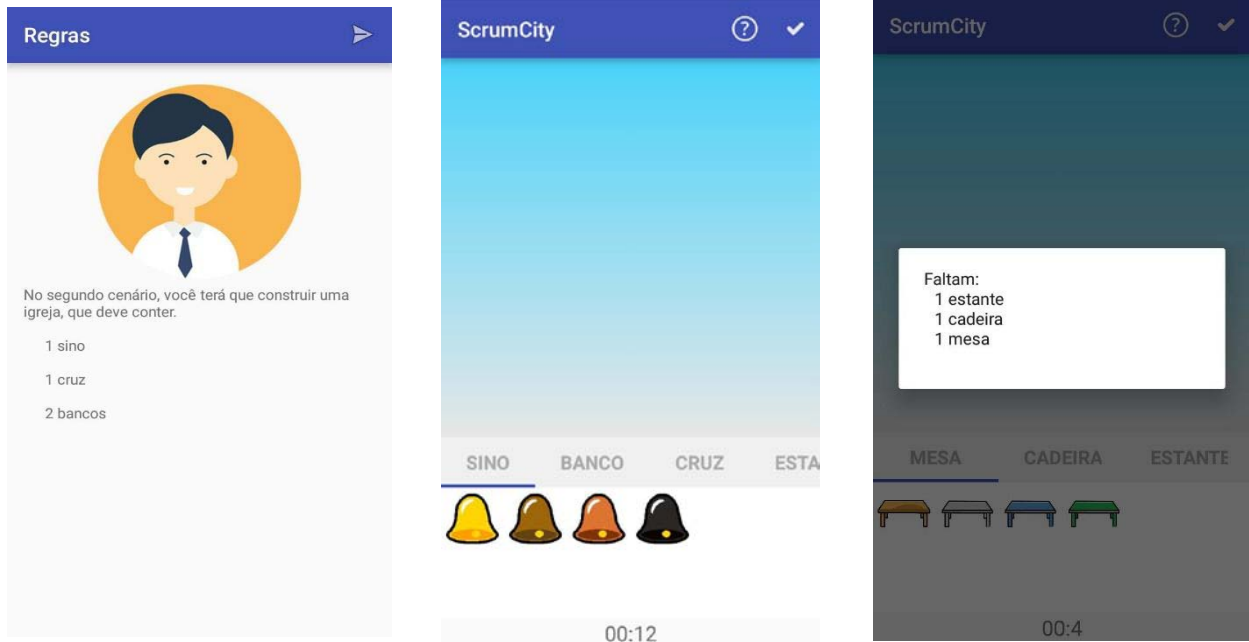 Regras
No segundo cenário, você terá que construir uma
igreja, que deve conter.
1 sino
1 cruz
2 bancos
ScrumCity
?
SINO BANCO CRUZ ESTA
00:12
ScrumCity
?
Faltam:
1 estante
1 cadeira
1 mesa
MESA CADEIRA ESTANTE
00:4